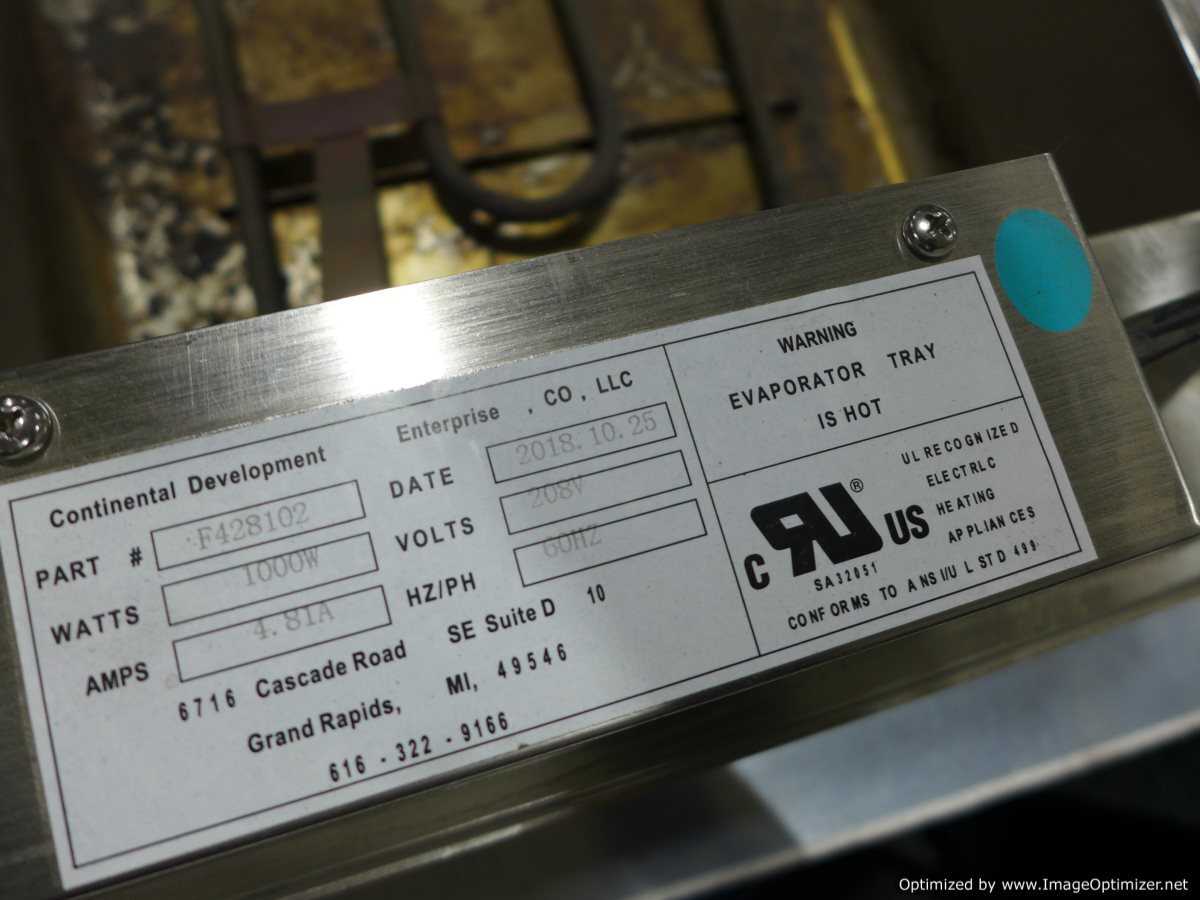 Continental Development Enterprise , CO , LLC
PART # F428102 DATE 2018.10.25
WATTS 1000W VOLTS 208V
AMPS 4.81A HZ/PH 60HZ
6716 Cascade Road SE Suite D 10
Grand Rapids, MI, 49546
616 - 322 - 9166
WARNING
EVAPORATOR TRAY
IS HOT
C RU ® US
SA32051
UL RECOGNIZED
ELECTRLC
HEATING
APPLIANCES
CONFORMS TO ANSI/UL STD 499
Optimized by www.ImageOptimizer.net